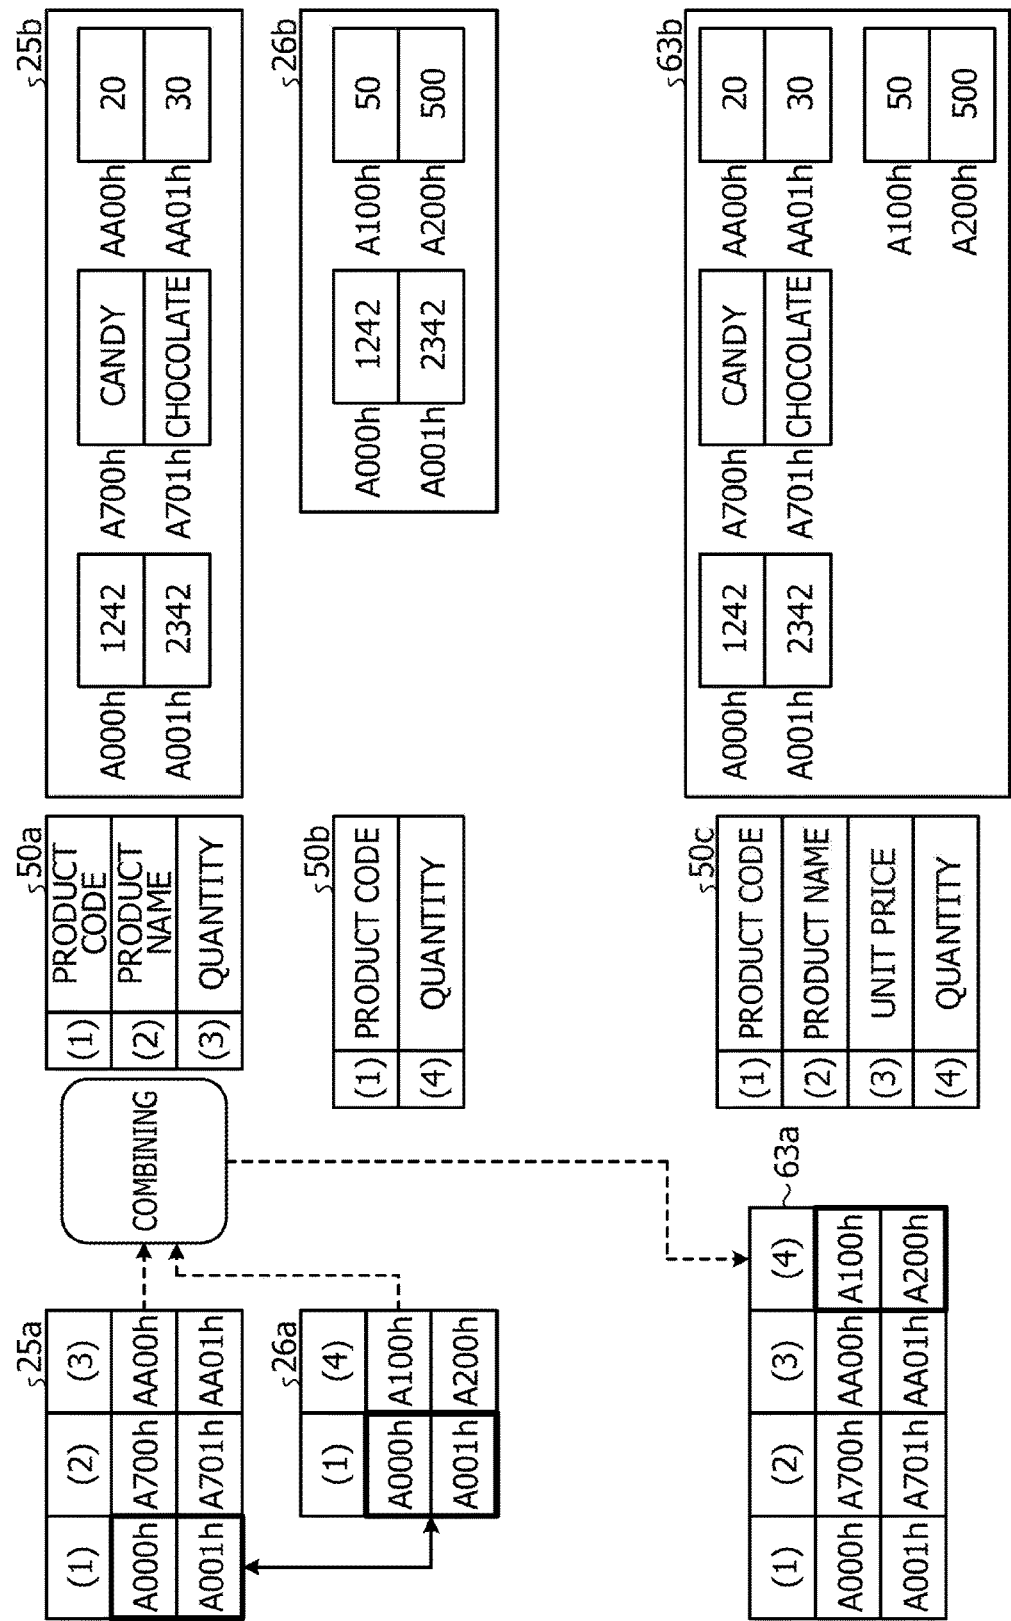 25a
(1) (2) (3)
A000h A700h AA00h
A001h A701h AA01h
COMBINING
50a
(1) PRODUCT
CODE
(2) PRODUCT
NAME
(3) QUANTITY
25b
A000h 1242 A700h CANDY AA00h 20
A001h 2342 A701h CHOCOLATE AA01h 30
26a
(1) (4)
A000h A100h
A001h A200h
50b
(1) PRODUCT CODE
(4) QUANTITY
26b
A000h 1242 A100h 50
A001h 2342 A200h 500
63a
(1) (2) (3) (4)
A000h A700h AA00h A100h
A001h A701h AA01h A200h
50c
(1) PRODUCT CODE
(2) PRODUCT NAME
(3) UNIT PRICE
(4) QUANTITY
63b
A000h 1242 A700h CANDY AA00h 20
A001h 2342 A701h CHOCOLATE AA01h 30
A100h 50
A200h 500